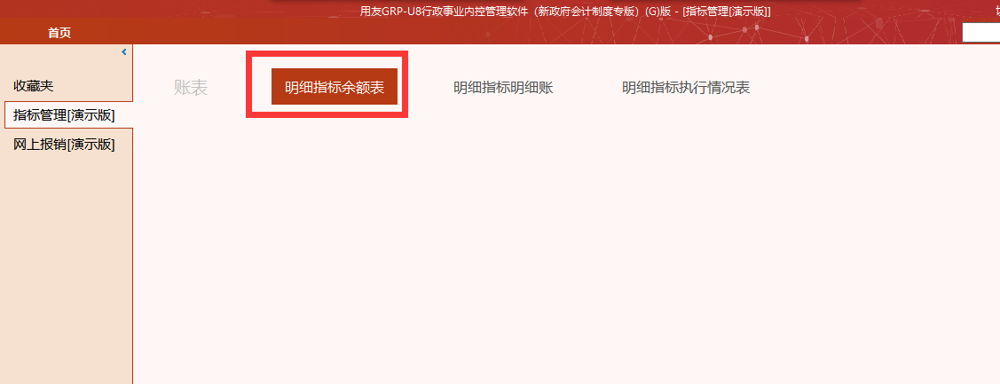 用友GRP-U8行政事业内控管理软件（新政府会计制度专版）(G)版 - [指标管理[演示版]]
首页
收藏夹
指标管理[演示版]
网上报销[演示版]
账表
明细指标余额表
明细指标明细账
明细指标执行情况表